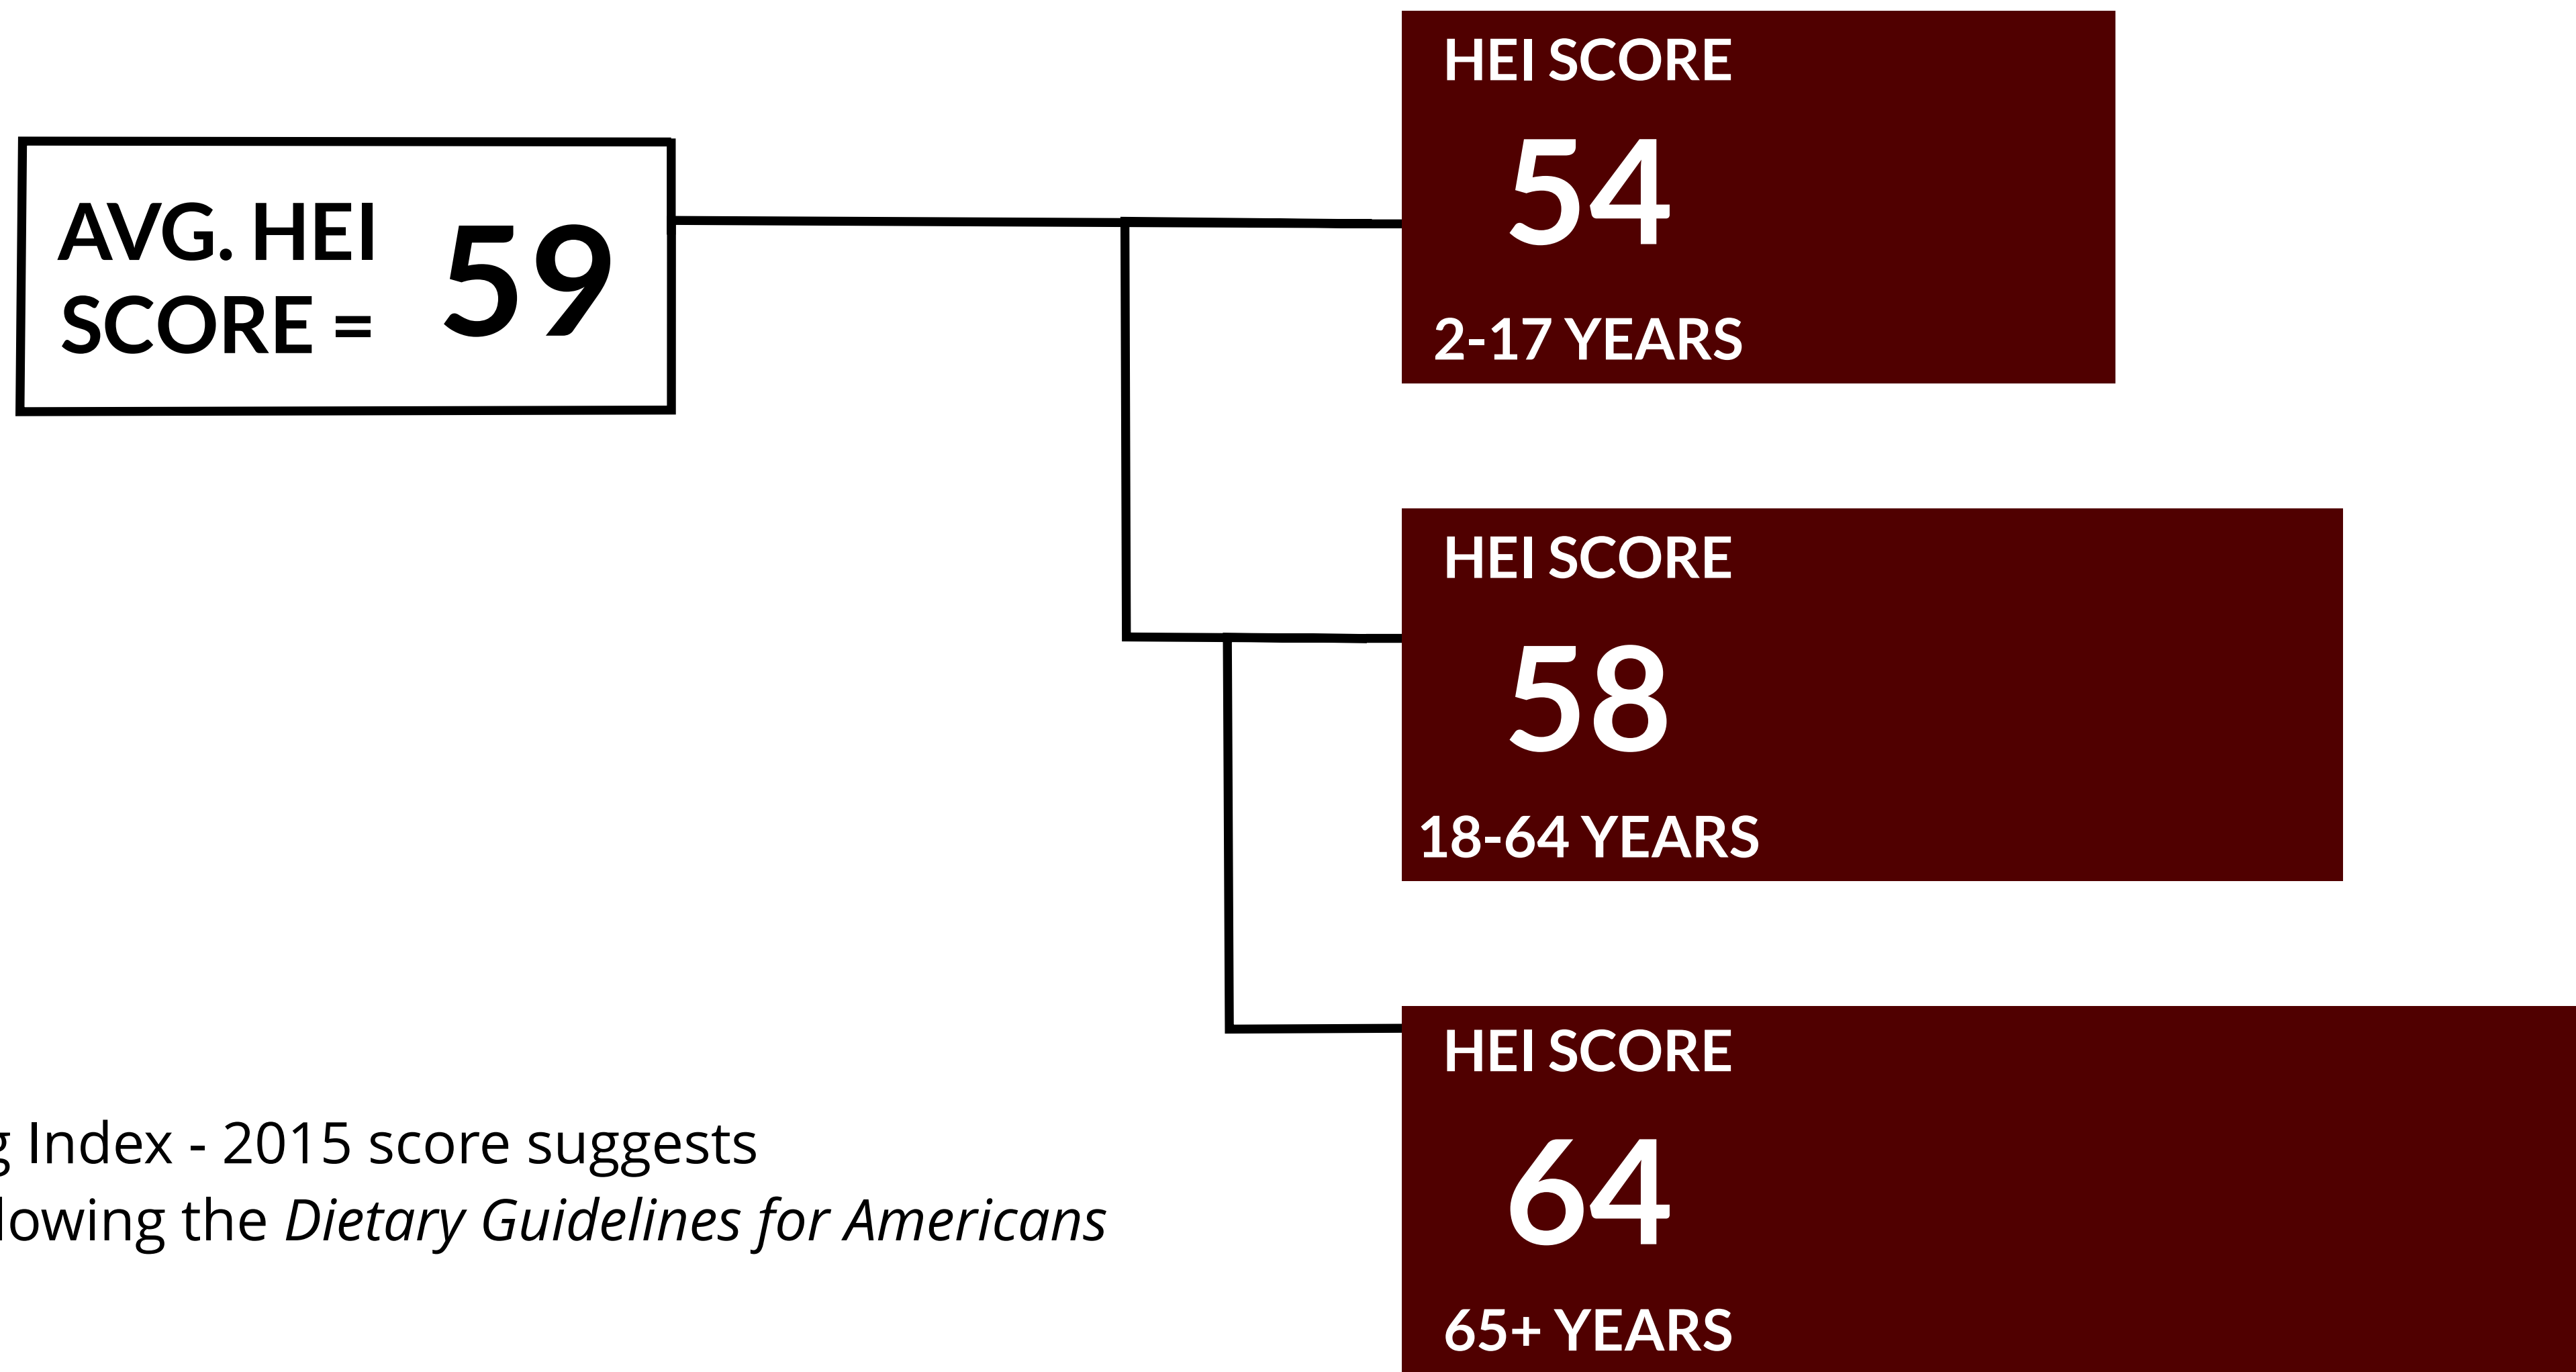 AVG. HEI
SCORE = 59
HEI SCORE
54
2-17 YEARS
HEI SCORE
58
18-64 YEARS
HEI SCORE
64
65+ YEARS
Index - 2015 score suggests
the Dietary Guidelines for Americans